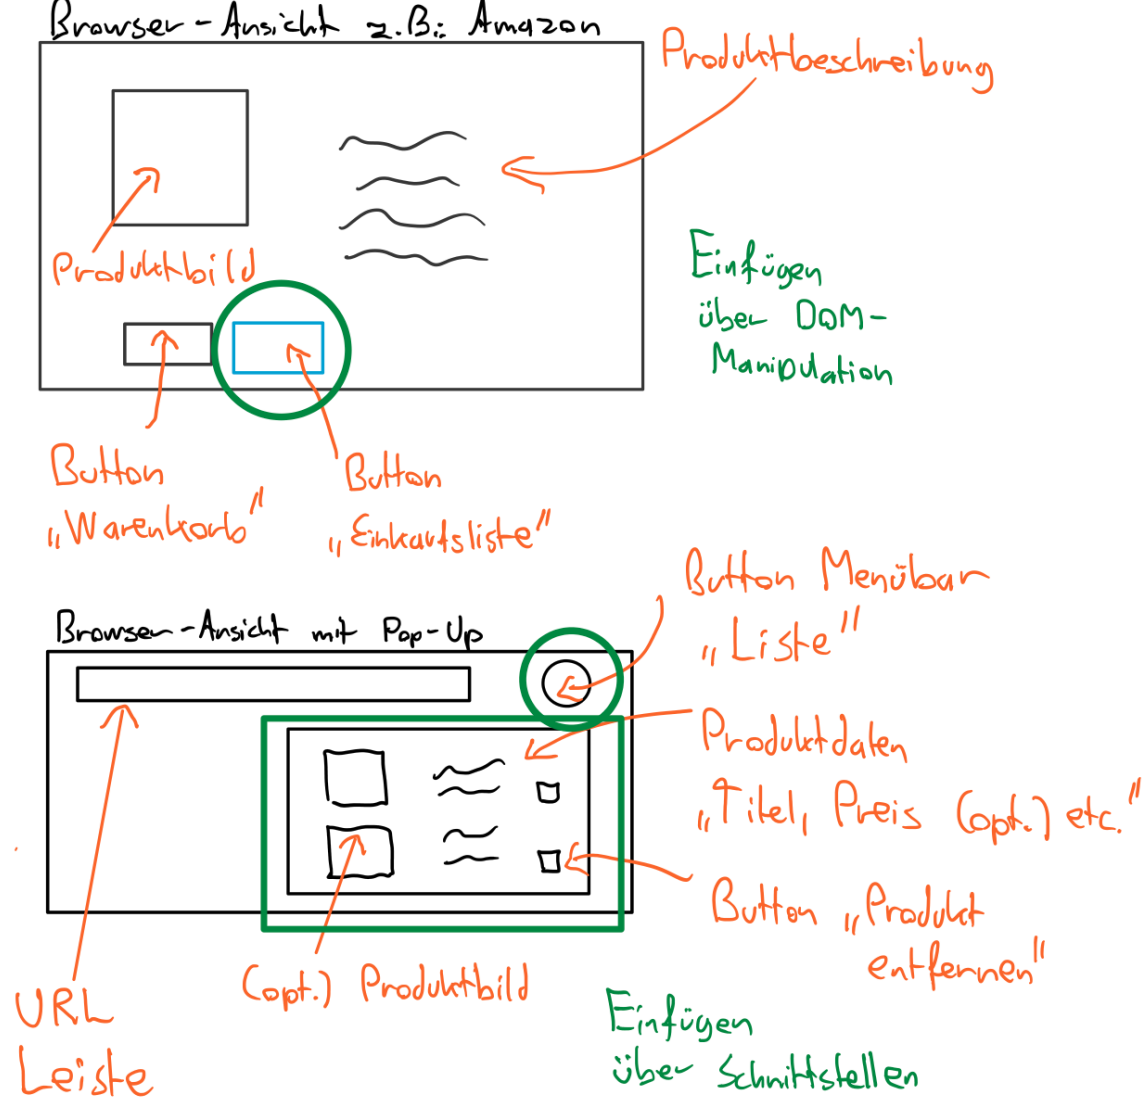 Browser-Ansicht z.B.: Amazon
Produktbeschreibung
Produktbild
Einfügen
über DOM-
Manipulation
Button
„Warenkorb"
Button
„Einkaufsliste"
Button Menübar
„Liste"
Browser-Ansicht mit Pop-Up
Produktdaten
„Titel, Preis (opt.) etc."
Button „Produkt
entfernen"
(opt.) Produktbild
URL
Leiste
Einfügen
über Schnittstellen